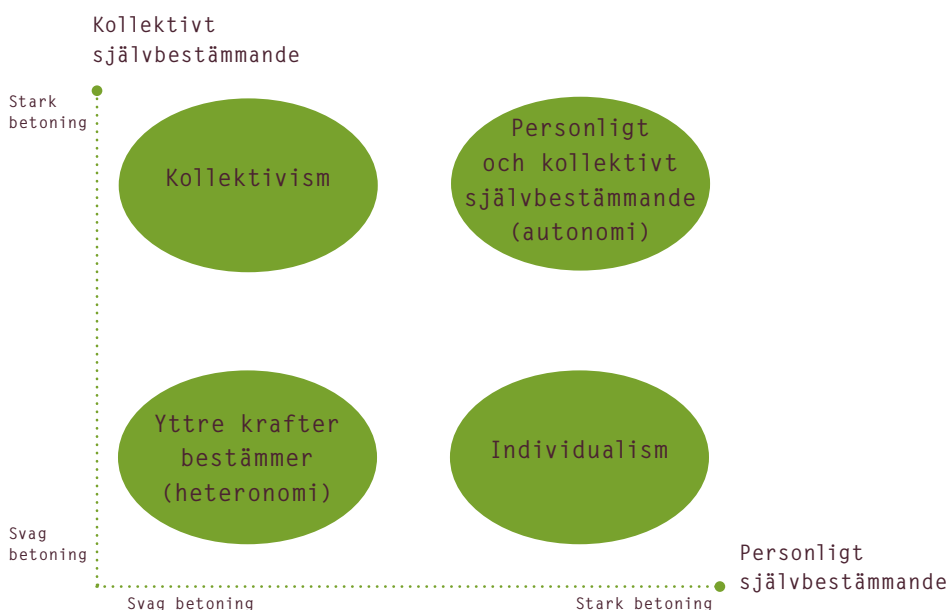 Kollektivt
självbestämmande
Stark
betoning
Kollektivism
Personligt
och kollektivt
självbestämmande
(autonomi)
Yttre krafter
bestämmer
(heteronomi)
Individualism
Svag
betoning
Personligt
självbestämmande
Svag betoning
Stark betoning